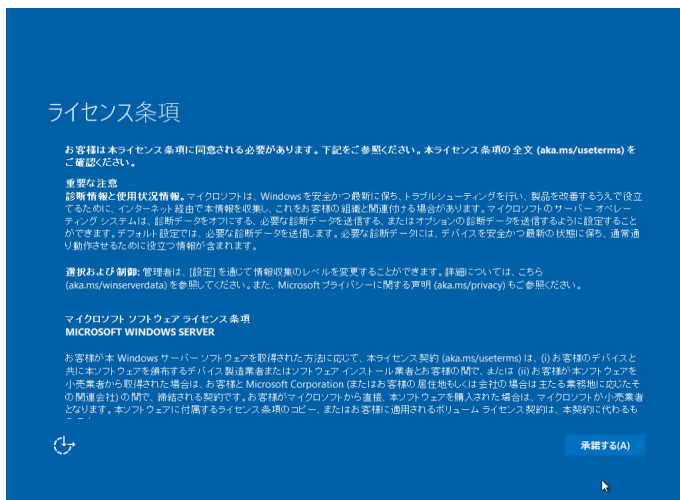 ライセンス条項
お客様は本ライセンス条項に同意される必要があります。下記をご参照ください。本ライセンス条項の全文 (aka.ms/useterms) を
ご確認ください。
重要な注意
診断情報と使用状況情報。マイクロソフトは、Windowsを安全かつ最新に保ち、トラブルシューティングを行い、製品を改善するうえで役立
てるために、インターネット経由で本情報を収集し、これをお客様の組織と関連付ける場合があります。マイクロソフトのサーバー オペレー
ティング システムは、診断データをオフにする、必要な診断データを送信する、またはオプションの診断データを送信するように設定すること
ができます。デフォルト設定では、必要な診断データを送信します。必要な診断データには、デバイスを安全かつ最新の状態に保ち、通常通
り動作させるために役立つ情報が含まれます。
選択および制御: 管理者は、[設定] を通じて情報収集のレベルを変更することができます。詳細については、こちら
(aka.ms/winserverdata) を参照してください。また、Microsoft プライバシーに関する声明 (aka.ms/privacy) もご参照ください。
マイクロソフト ソフトウェア ライセンス条項
MICROSOFT WINDOWS SERVER
お客様が本 Windows サーバー ソフトウェアを取得された方法に応じて、本ライセンス契約 (aka.ms/useterms) は、(i) お客様のデバイスと
共に本ソフトウェアを頒布するデバイス製造業者またはソフトウェア インストール業者とお客様の間で、または (ii) お客様が本ソフトウェアを
小売業者から取得された場合は、お客様と Microsoft Corporation (またはお客様の居住地もしくは会社の場合は主たる業務地に応じたそ
の関連会社) の間で、締結される契約です。お客様がマイクロソフトから直接、本ソフトウェアを購入された場合は、マイクロソフトが小売業者
となります。本ソフトウェアに付属するライセンス条項のコピー、またはお客様に適用されるボリューム ライセンス契約は、本契約に代わるも
承諾する(A)